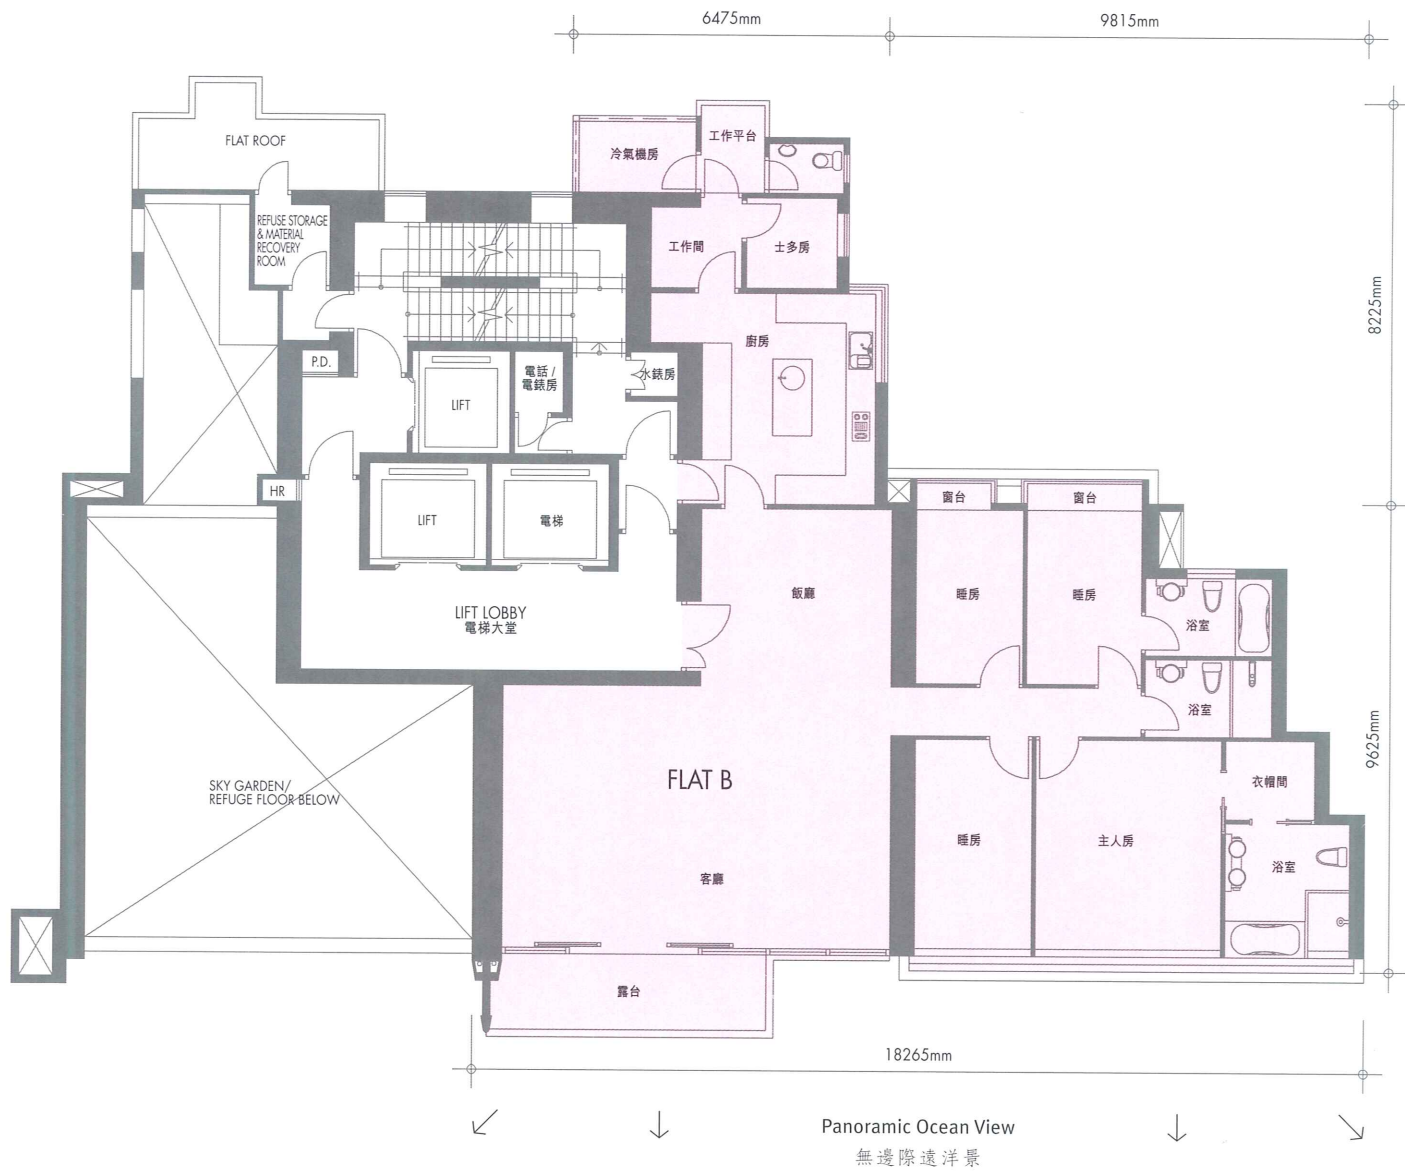 6475mm
9815mm
FLAT ROOF
工作平台
冷氣機房
REFUSE STORAGE
& MATERIAL
RECOVERY
ROOM
工作間
士多房
8225mm
廚房
P.D.
電話 /
電錶房
水錶房
LIFT
HR
LIFT
電梯
窗台
窗台
飯廳
睡房
睡房
LIFT LOBBY
電梯大堂
浴室
浴室
9625mm
SKY GARDEN/
REFUGE FLOOR BELOW
FLAT B
衣帽間
睡房
主人房
浴室
客廳
露台
18265mm
Panoramic Ocean View
無邊際遠洋景